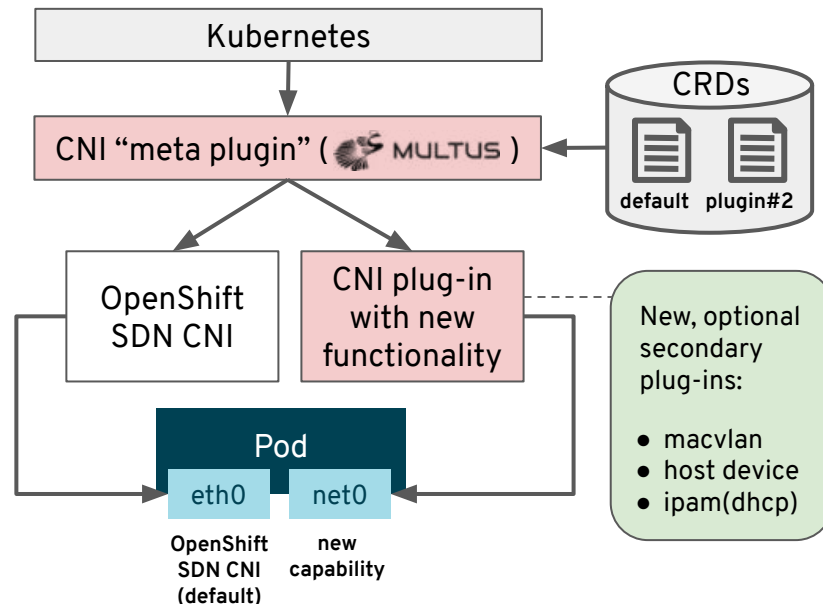 Kubernetes
CNI “meta plugin” ( MULTUS )
CRDs
default
plugin#2
OpenShift
SDN CNI
CNI plug-in
with new
functionality
New, optional
secondary
plug-ins:
● macvlan
● host device
● ipam(dhcp)
Pod
eth0
net0
OpenShift
SDN CNI
(default)
new
capability